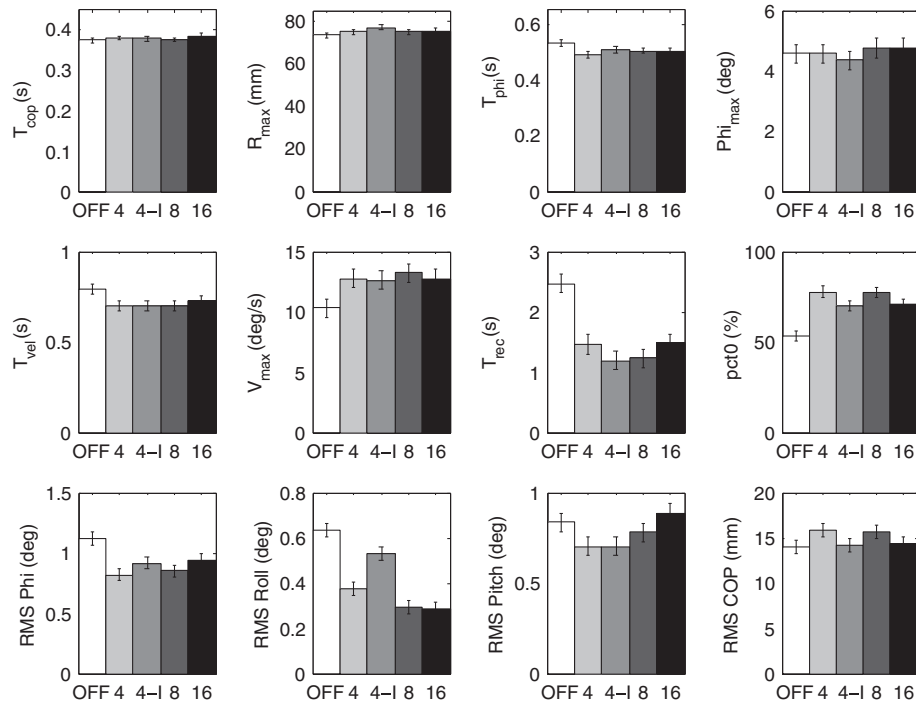 0.4
0.3
0.2
0.1
0
T_cop (s)
OFF 4 4–I 8 16
80
60
40
20
0
R_max (mm)
OFF 4 4–I 8 16
0.6
0.4
0.2
0
T_phi (s)
OFF 4 4–I 8 16
6
4
2
0
Phi_max (deg)
OFF 4 4–I 8 16
1
0.5
0
T_vel (s)
OFF 4 4–I 8 16
15
10
5
0
V_max (deg/s)
OFF 4 4–I 8 16
3
2
1
0
T_rec (s)
OFF 4 4–I 8 16
100
50
0
pct0 (%)
OFF 4 4–I 8 16
1.5
1
0.5
0
RMS Phi (deg)
OFF 4 4–I 8 16
0.8
0.6
0.4
0.2
0
RMS Roll (deg)
OFF 4 4–I 8 16
1
0.5
0
RMS Pitch (deg)
OFF 4 4–I 8 16
20
15
10
5
0
RMS COP (mm)
OFF 4 4–I 8 16